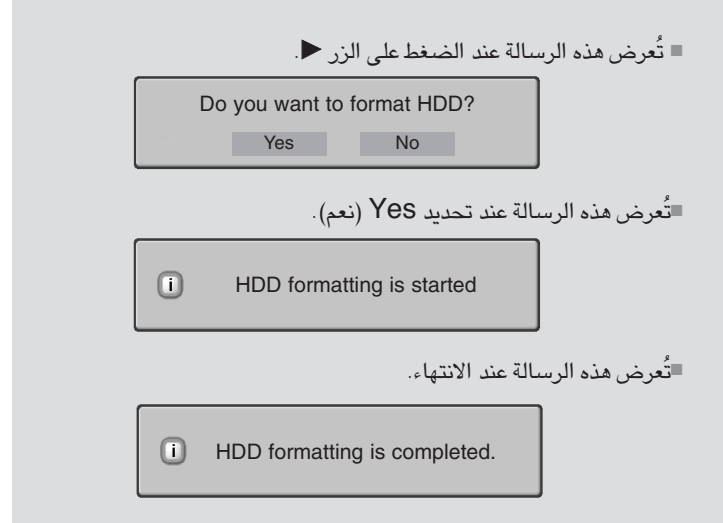 ■ تُعرض هذه الرسالة عند الضغط على الزر ►.
Do you want to format HDD?
Yes No
■تُعرض هذه الرسالة عند تحديد Yes (نعم).
HDD formatting is started
■تُعرض هذه الرسالة عند الانتهاء.
HDD formatting is completed.